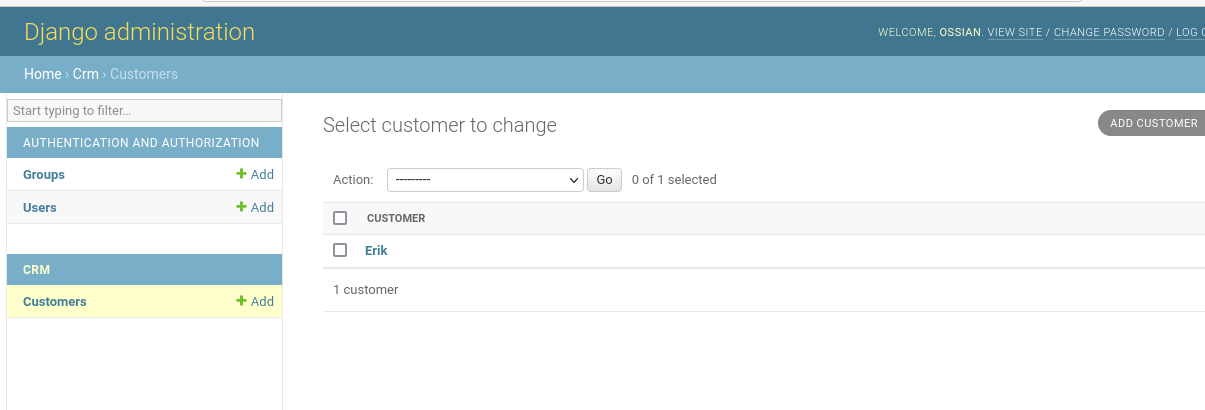 Django administration
WELCOME, OSSIAN. VIEW SITE / CHANGE PASSWORD / LOG
Home › Crm › Customers
Start typing to filter…
AUTHENTICATION AND AUTHORIZATION
Groups + Add
Users + Add
CRM
Customers + Add
Select customer to change
ADD CUSTOMER
Action: --------- Go 0 of 1 selected
CUSTOMER
Erik
1 customer